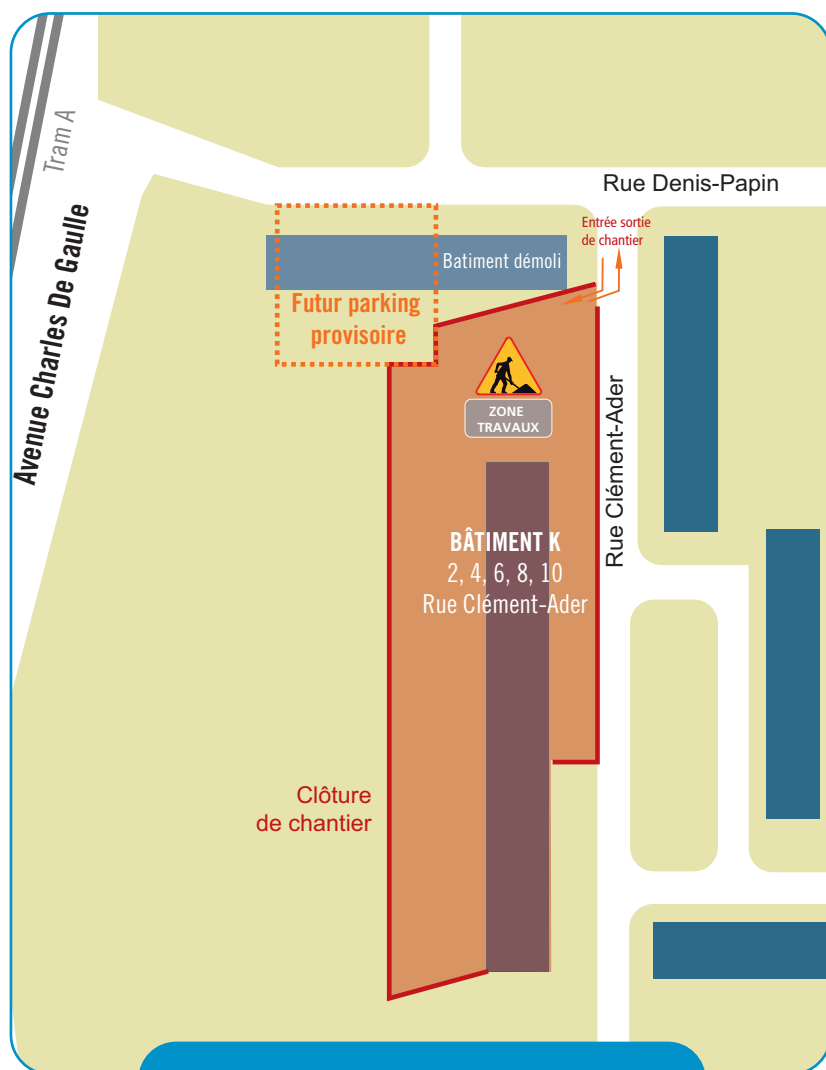 Tram A
Avenue Charles De Gaulle
Rue Denis-Papin
Entrée sortie
de chantier
Batiment démoli
Futur parking
provisoire
ZONE
TRAVAUX
Rue Clément-Ader
BÂTIMENT K
2, 4, 6, 8, 10
Rue Clément-Ader
Clôture
de chantier